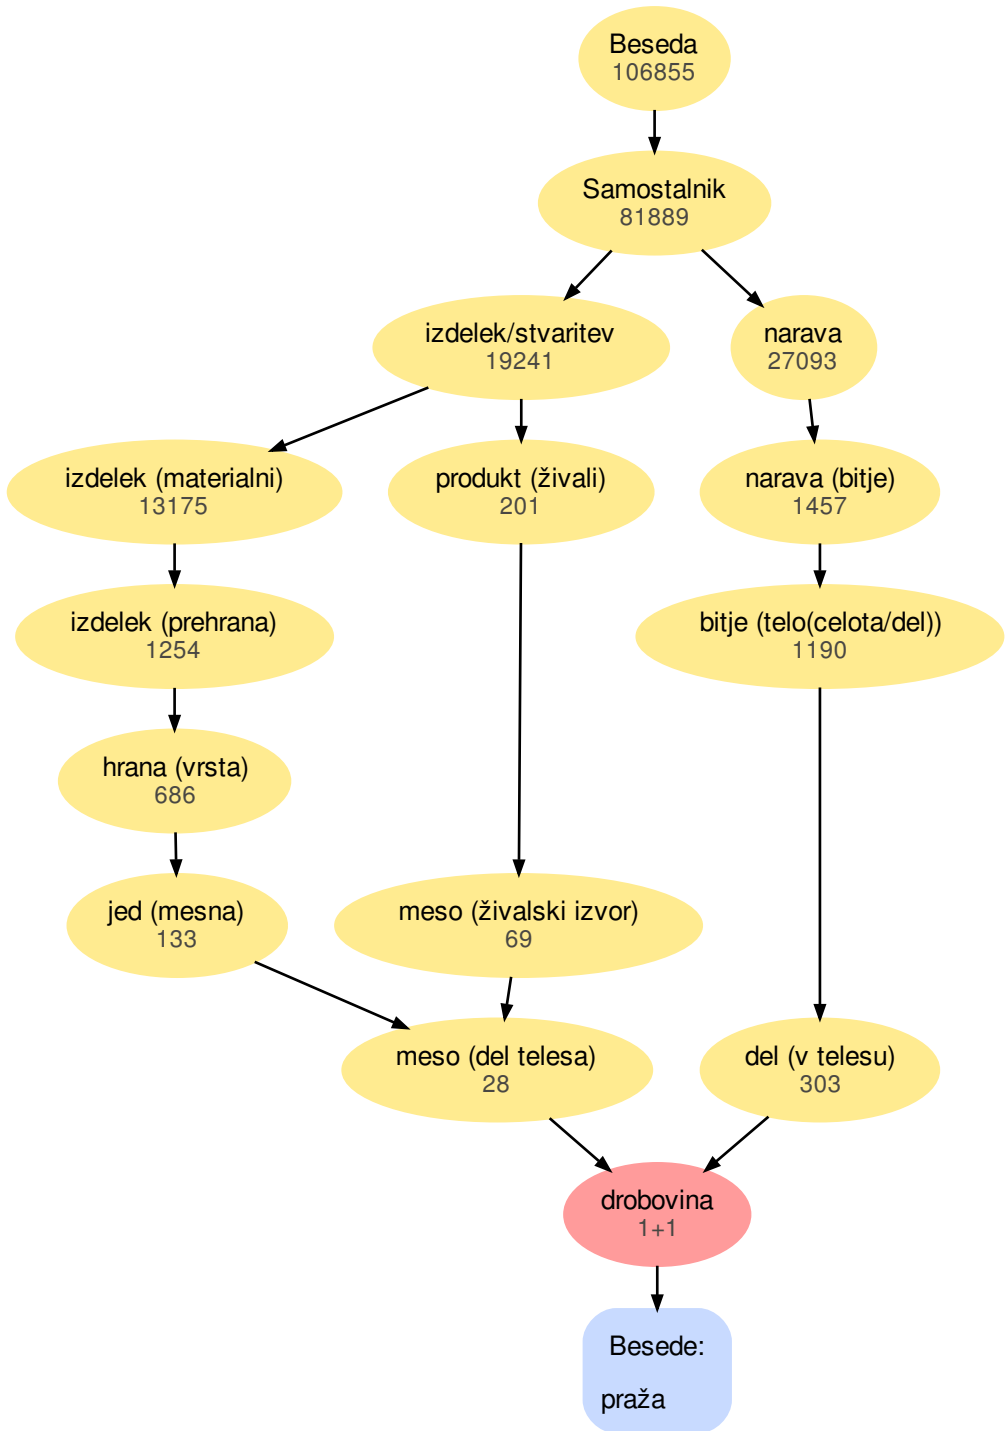 Beseda
106855
Samostalnik
81889
izdelek/stvaritev
19241
narava
27093
izdelek (materialni)
13175
produkt (živali)
201
narava (bitje)
1457
izdelek (prehrana)
1254
bitje (telo(celota/del))
1190
hrana (vrsta)
686
jed (mesna)
133
meso (živalski izvor)
69
meso (del telesa)
28
del (v telesu)
303
drobovina
1+1
Besede:
praža